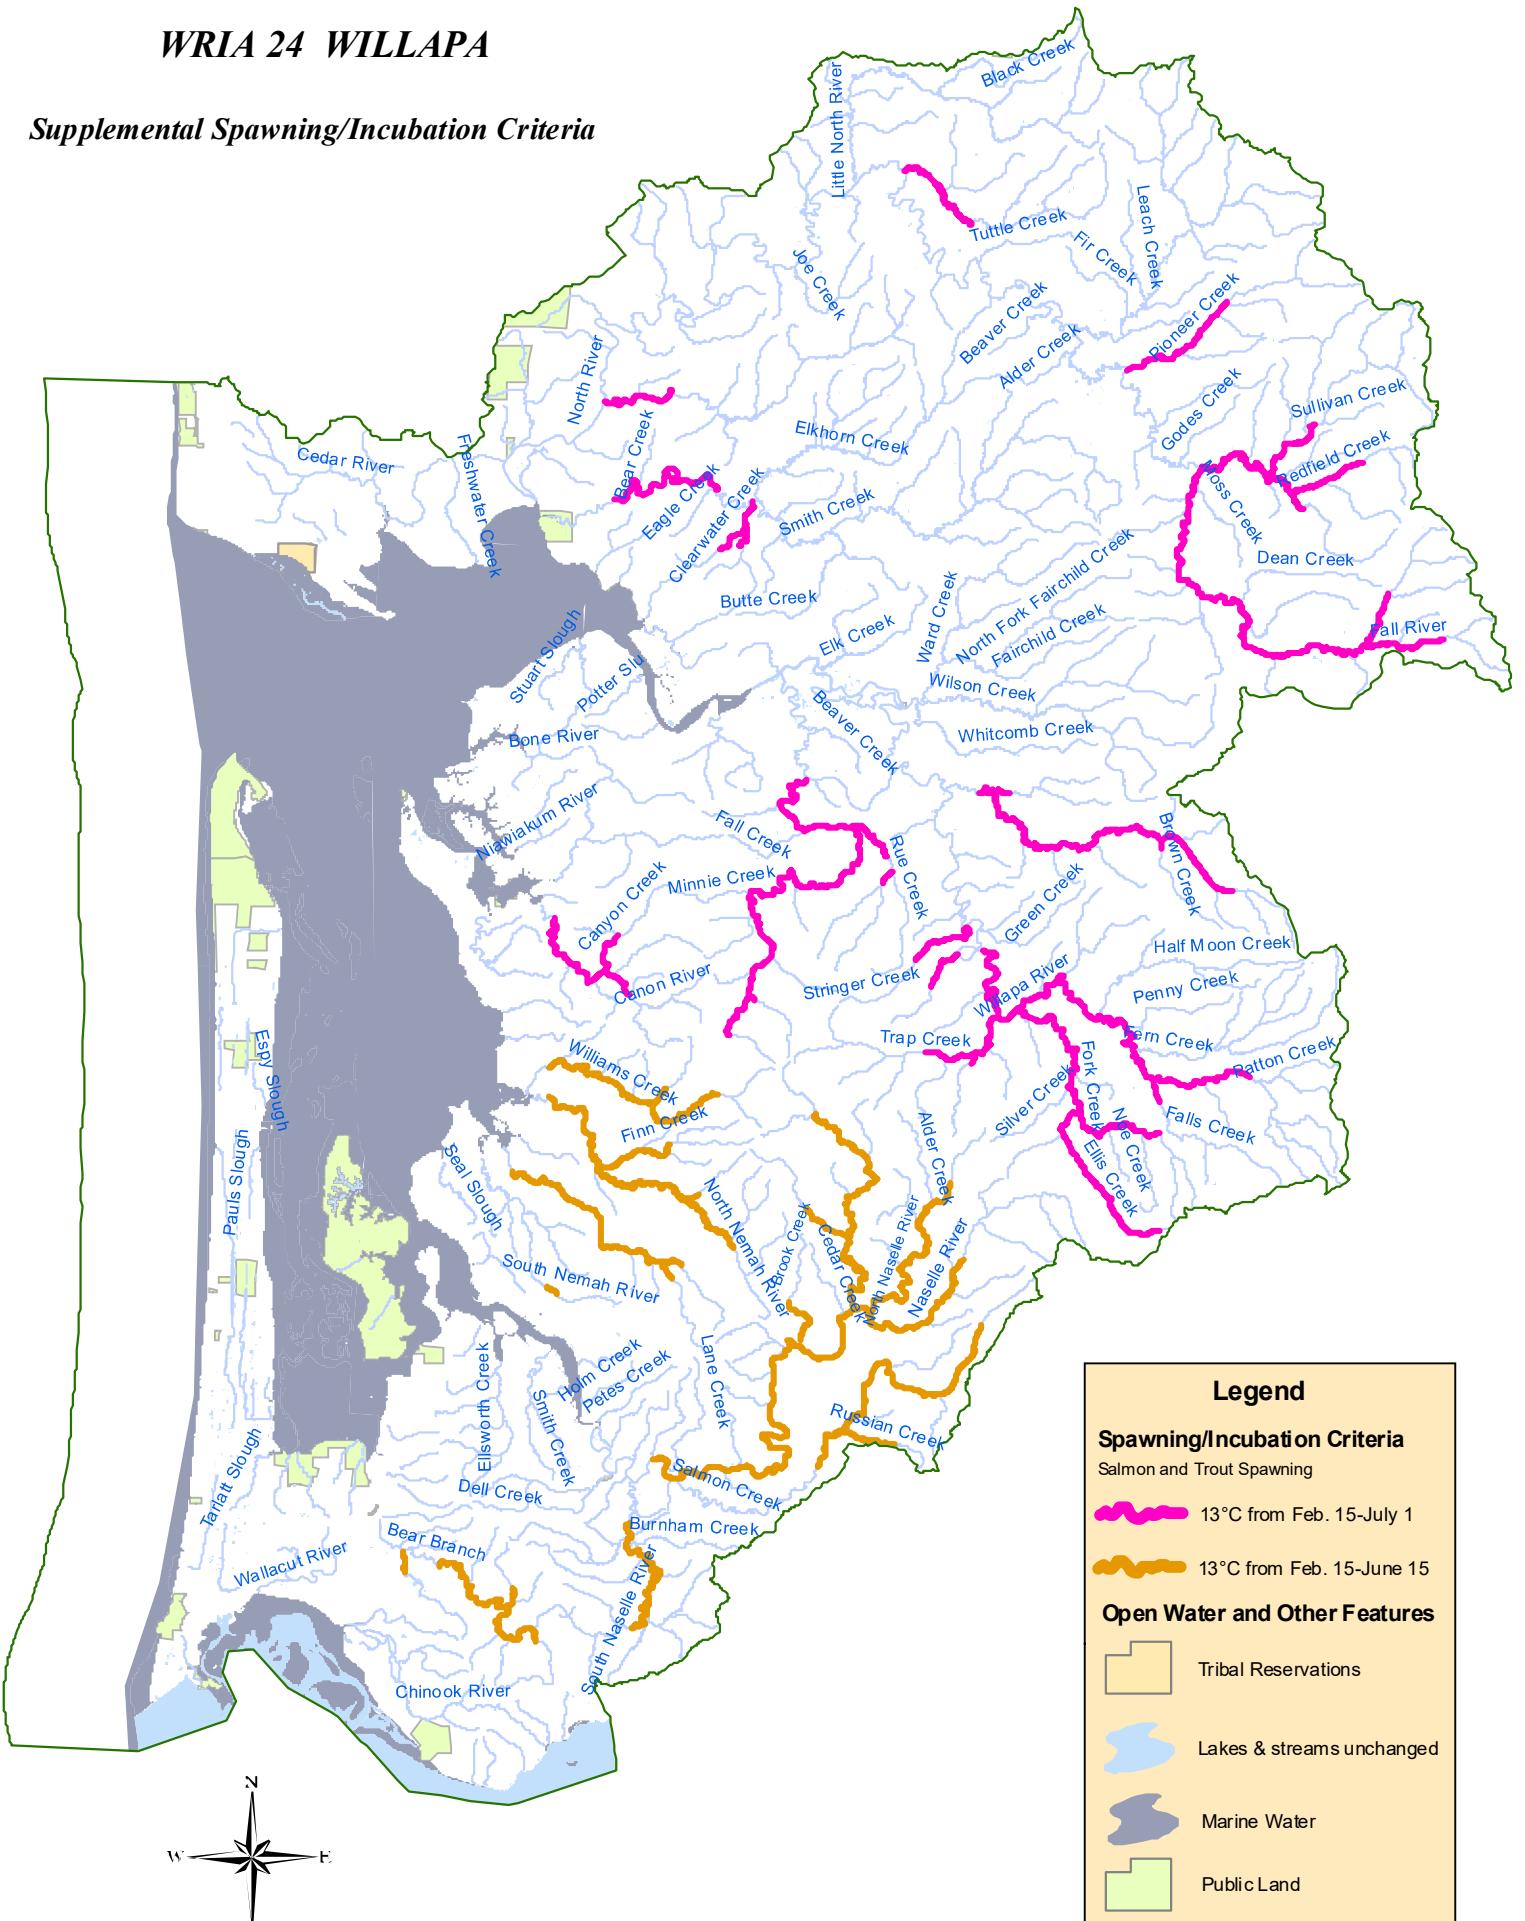 WRIA 24 WILLAPA
Supplemental Spawning/Incubation Criteria
Black Creek
Little North River
Leach Creek
Tuttle Creek
Fir Creek
Joe Creek
Pioneer Creek
Beaver Creek
Alder Creek
North River
Godes Creek
Sullivan Creek
Bear Creek
Elkhorn Creek
Redfield Creek
Cedar River
Freshwater Creek
Eagle Creek
Clearwater Creek
Smith Creek
Moss Creek
Dean Creek
North Fork Fairchild Creek
Butte Creek
Ward Creek
Fairchild Creek
Elk Creek
Fall River
Stuart Slough
Potter Slu
Wilson Creek
Beaver Creek
Bone River
Whitcomb Creek
Niawiakum River
Fall Creek
Brown Creek
Rue Creek
Minnie Creek
Canyon Creek
Green Creek
Half Moon Creek
Canon River
Stringer Creek
Willapa River
Penny Creek
Trap Creek
Fern Creek
Patton Creek
Espy Slough
Williams Creek
Fork Creek
Silver Creek
Finn Creek
Alder Creek
Noe Creek
Falls Creek
Pauls Slough
Seal Slough
Ellis Creek
North Nemah River
Brook Creek
Cedar Creek
North Naselle River
Naselle River
South Nemah River
Lane Creek
Holm Creek
Petes Creek
Ellsworth Creek
Smith Creek
Russian Creek
Tarlatt Slough
Salmon Creek
Dell Creek
Burnham Creek
Bear Branch
Wallacut River
South Naselle River
Chinook River
N
W
E
Legend
Spawning/Incubation Criteria
Salmon and Trout Spawning
13°C from Feb. 15-July 1
13°C from Feb. 15-June 15
Open Water and Other Features
Tribal Reservations
Lakes & streams unchanged
Marine Water
Public Land